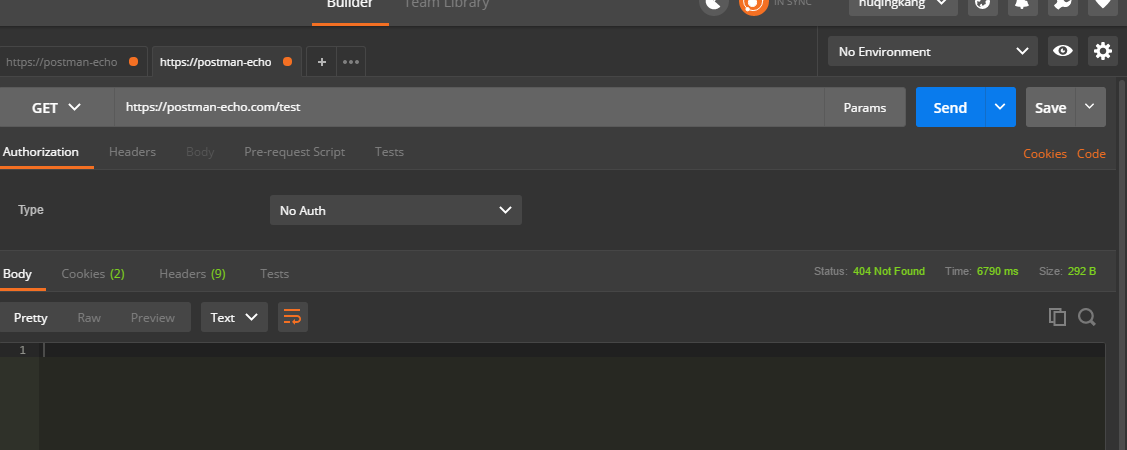 Builder Team Library IN SYNC huqingkang
https://postman-echo https://postman-echo + ••• No Environment
GET https://postman-echo.com/test Params Send Save
Authorization Headers Body Pre-request Script Tests Cookies Code
Type No Auth
Body Cookies (2) Headers (9) Tests Status: 404 Not Found Time: 6790 ms Size: 292 B
Pretty Raw Preview Text
1